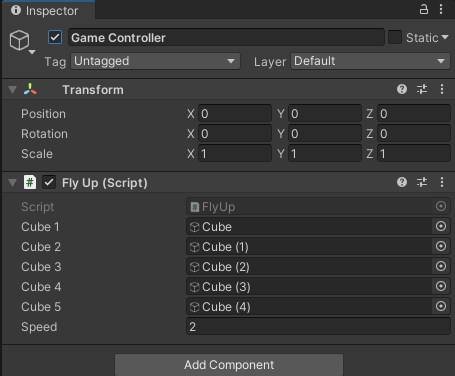 Inspector
Game Controller Static
Tag Untagged Layer Default
Transform
Position X 0 Y 0 Z 0
Rotation X 0 Y 0 Z 0
Scale X 1 Y 1 Z 1
# Fly Up (Script)
Script # FlyUp
Cube 1 Cube
Cube 2 Cube (1)
Cube 3 Cube (2)
Cube 4 Cube (3)
Cube 5 Cube (4)
Speed 2
Add Component